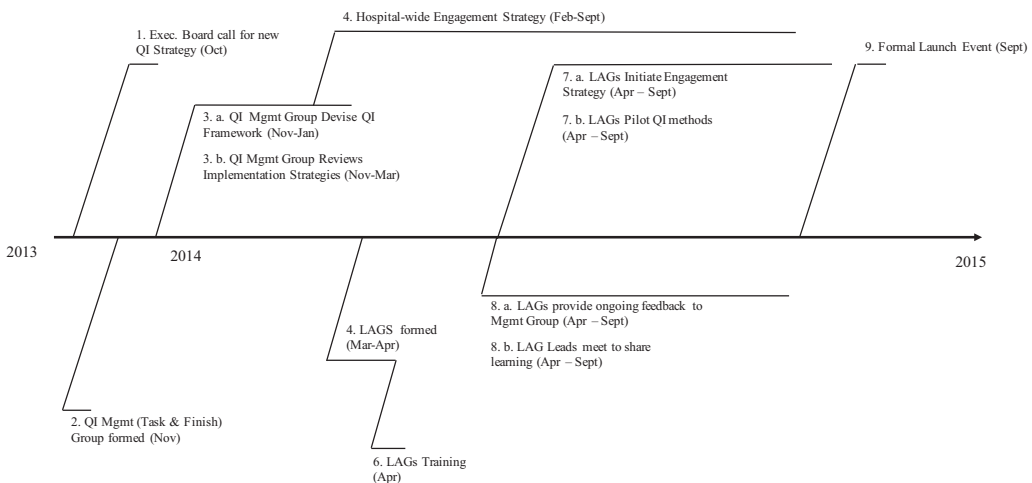 4. Hospital-wide Engagement Strategy (Feb-Sept)
1. Exec. Board call for new
QI Strategy (Oct)
9. Formal Launch Event (Sept)
7. a. LAGs Initiate Engagement
Strategy (Apr – Sept)
7. b. LAGs Pilot QI methods
(Apr – Sept)
3. a. QI Mgmt Group Devise QI
Framework (Nov-Jan)
3. b. QI Mgmt Group Reviews
Implementation Strategies (Nov-Mar)
2013
2014
2015
8. a. LAGs provide ongoing feedback to
Mgmt Group (Apr – Sept)
8. b. LAG Leads meet to share
learning (Apr – Sept)
4. LAGS formed
(Mar-Apr)
2. QI Mgmt (Task & Finish)
Group formed (Nov)
6. LAGs Training
(Apr)